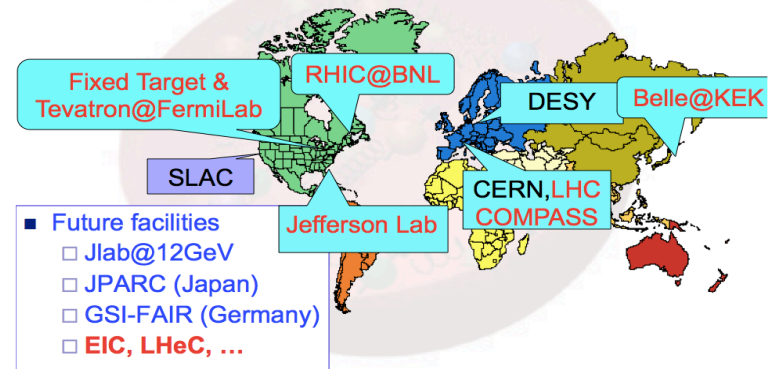 Fixed Target &
Tevatron@FermiLab
RHIC@BNL
DESY
Belle@KEK
SLAC
CERN,LHC
COMPASS
Jefferson Lab
Future facilities
Jlab@12GeV
JPARC (Japan)
GSI-FAIR (Germany)
EIC, LHeC, …